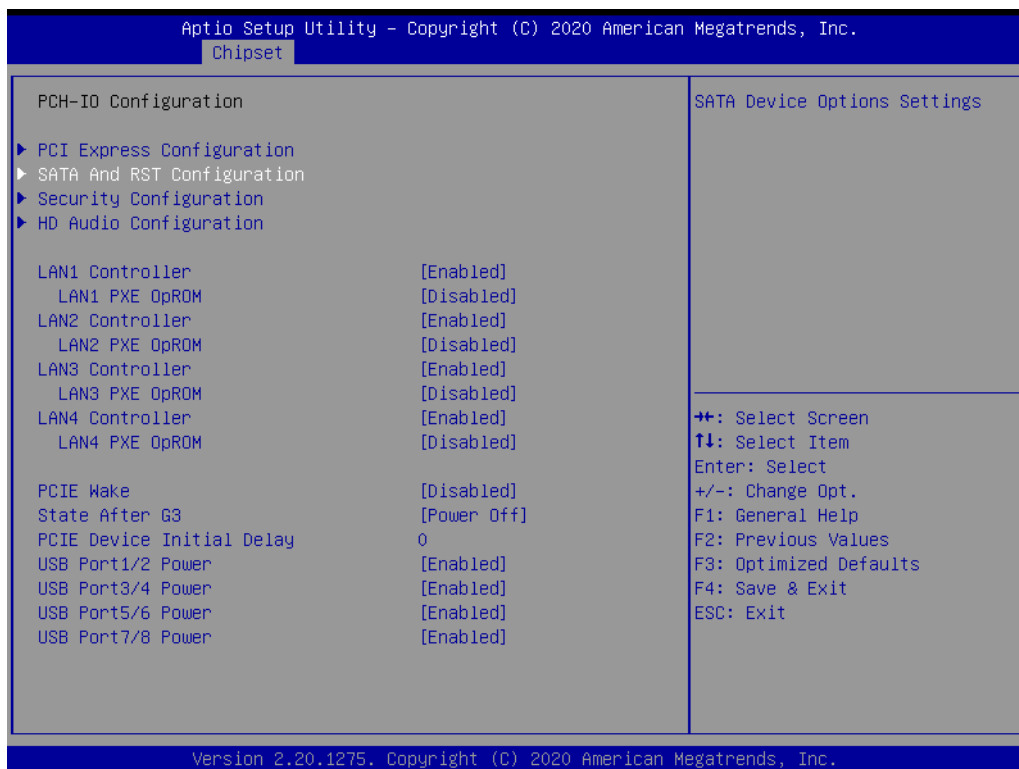 Aptio Setup Utility – Copyright (C) 2020 American Megatrends, Inc.
Chipset
PCH-IO Configuration
PCI Express Configuration
SATA And RST Configuration
Security Configuration
HD Audio Configuration
LAN1 Controller [Enabled]
LAN1 PXE OpROM [Disabled]
LAN2 Controller [Enabled]
LAN2 PXE OpROM [Disabled]
LAN3 Controller [Enabled]
LAN3 PXE OpROM [Disabled]
LAN4 Controller [Enabled]
LAN4 PXE OpROM [Disabled]
PCIE Wake [Disabled]
State After G3 [Power Off]
PCIE Device Initial Delay 0
USB Port1/2 Power [Enabled]
USB Port3/4 Power [Enabled]
USB Port5/6 Power [Enabled]
USB Port7/8 Power [Enabled]
SATA Device Options Settings
→←: Select Screen
↑↓: Select Item
Enter: Select
+/-: Change Opt.
F1: General Help
F2: Previous Values
F3: Optimized Defaults
F4: Save & Exit
ESC: Exit
Version 2.20.1275. Copyright (C) 2020 American Megatrends, Inc.